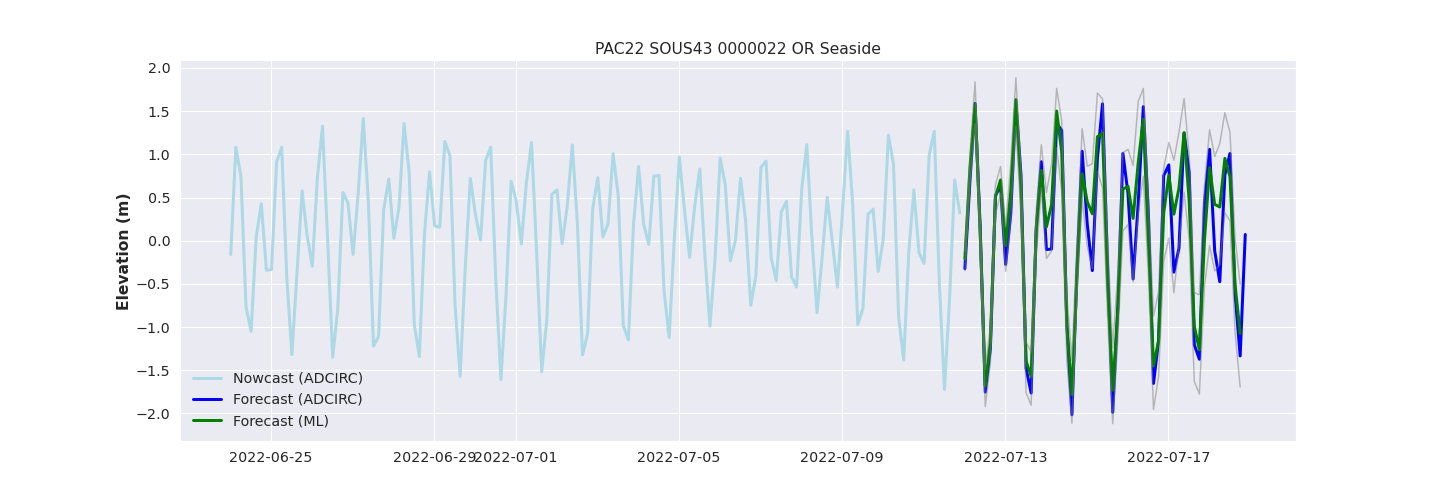 PAC22 SOUS43 0000022 OR Seaside
Elevation (m)
2.0
1.5
1.0
0.5
0.0
−0.5
−1.0
−1.5
−2.0
Nowcast (ADCIRC)
Forecast (ADCIRC)
Forecast (ML)
2022-06-25 2022-06-29 2022-07-01 2022-07-05 2022-07-09 2022-07-13 2022-07-17